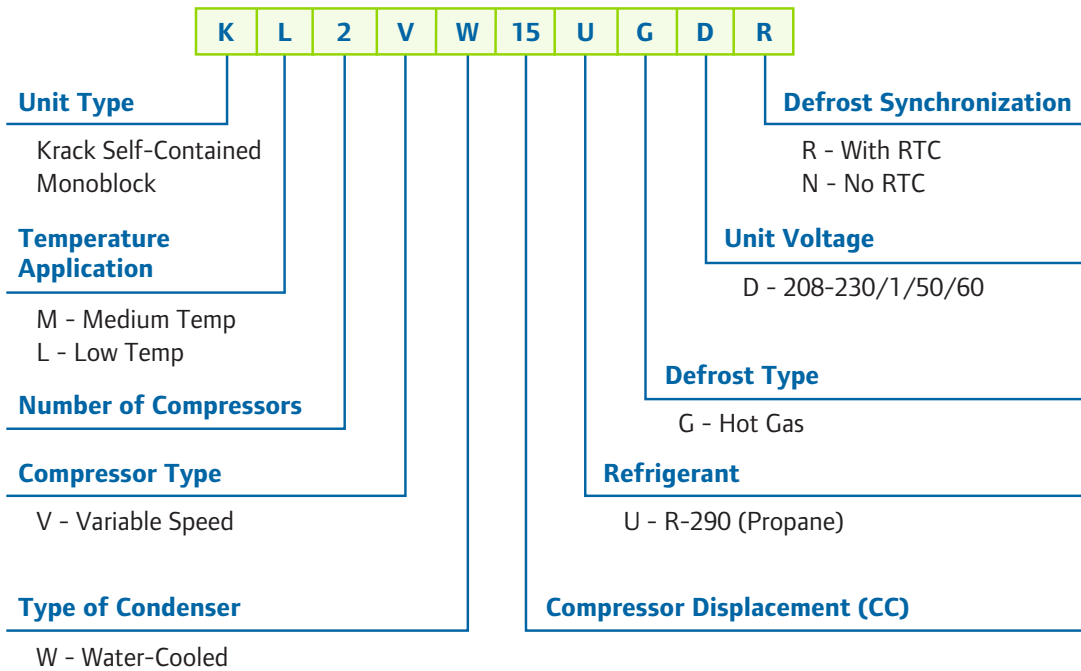 K L 2 V W 15 U G D R
Unit Type
Krack Self-Contained
Monoblock
Temperature
Application
M - Medium Temp
L - Low Temp
Number of Compressors
Compressor Type
V - Variable Speed
Type of Condenser
W - Water-Cooled
Defrost Synchronization
R - With RTC
N - No RTC
Unit Voltage
D - 208-230/1/50/60
Defrost Type
G - Hot Gas
Refrigerant
U - R-290 (Propane)
Compressor Displacement (CC)